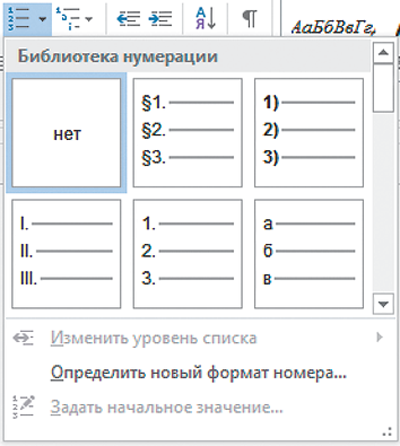 АаБбВвГг,
Библиотека нумерации
нет
§1.
§2.
§3.
1)
2)
3)
I.
II.
III.
1.
2.
3.
а
б
в
Изменить уровень списка
Определить новый формат номера...
Задать начальное значение...